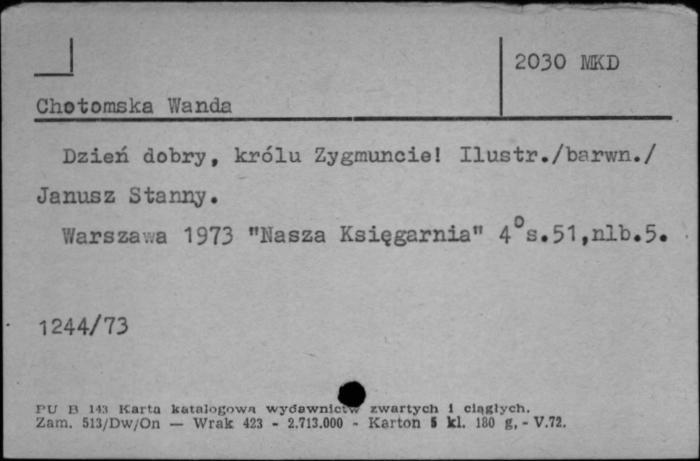 2030 MKD
Chotomska Wanda
Dzień dobry, królu Zygmuncie! Ilustr./barwn./
Janusz Stanny.
Warszawa 1973 "Nasza Księgarnia" 4°s.51,nlb.5.
1244/73
PU B 143 Karta katalogowa wydawnictw zwartych i ciągłych.
Zam. 513/Dw/On — Wrak 423 - 2.713.000 - Karton 5 kl. 180 g, - V.72.